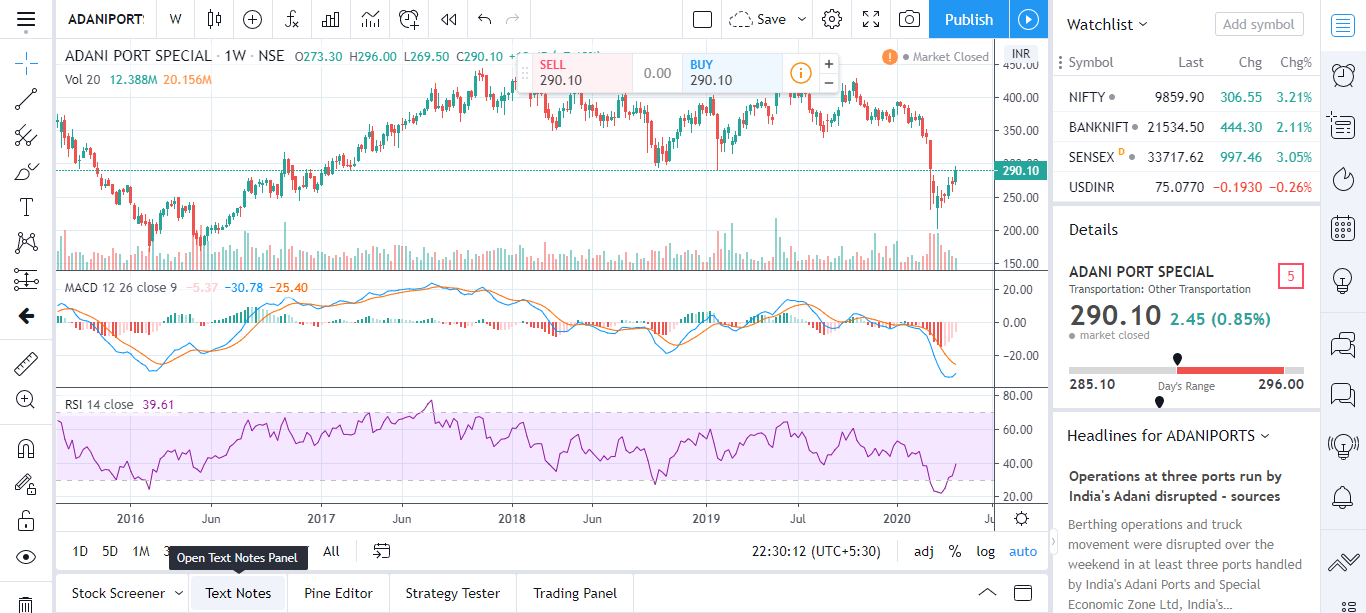 ADANIPORTS
W
Save
Publish
ADANI PORT SPECIAL · 1W · NSE O273.30 H296.00 L269.50 C290.10
Vol 20 12.388M 20.156M
SELL
290.10
0.00
BUY
290.10
Market Closed
INR
450.00
400.00
350.00
300.00
290.10
250.00
200.00
150.00
MACD 12 26 close 9 −5.37 −30.78 −25.40
20.00
0.00
−20.00
RSI 14 close 39.61
80.00
60.00
40.00
20.00
2016 Jun 2017 Jun 2018 Jun 2019 Jul 2020
1D 5D 1M All
22:30:12 (UTC+5:30) adj % log auto
Open Text Notes Panel
Stock Screener Text Notes Pine Editor Strategy Tester Trading Panel
Watchlist
Add symbol
Symbol Last Chg Chg%
NIFTY 9859.90 306.55 3.21%
BANKNIFT 21534.50 444.30 2.11%
SENSEX D 33717.62 997.46 3.05%
USDINR 75.0770 −0.1930 −0.26%
Details
ADANI PORT SPECIAL
5
Transportation: Other Transportation
290.10 2.45 (0.85%)
market closed
285.10 Day's Range 296.00
Headlines for ADANIPORTS
Operations at three ports run by
India's Adani disrupted - sources
Berthing operations and truck
movement were disrupted over the
weekend in at least three ports handled
by India's Adani Ports and Special
Economic Zone Ltd, India's...